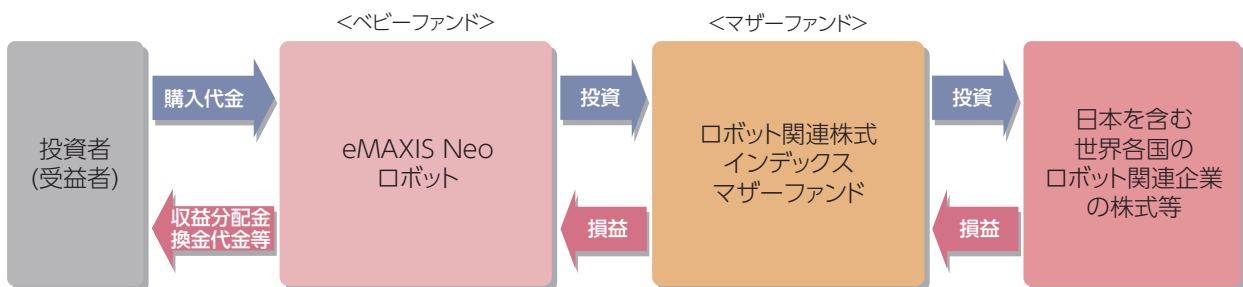 <ベビーファンド>
<マザーファンド>
投資者
(受益者)
購入代金
収益分配金
換金代金等
eMAXIS Neo
ロボット
投資
損益
ロボット関連株式
インデックス
マザーファンド
投資
損益
日本を含む
世界各国の
ロボット関連企業
の株式等